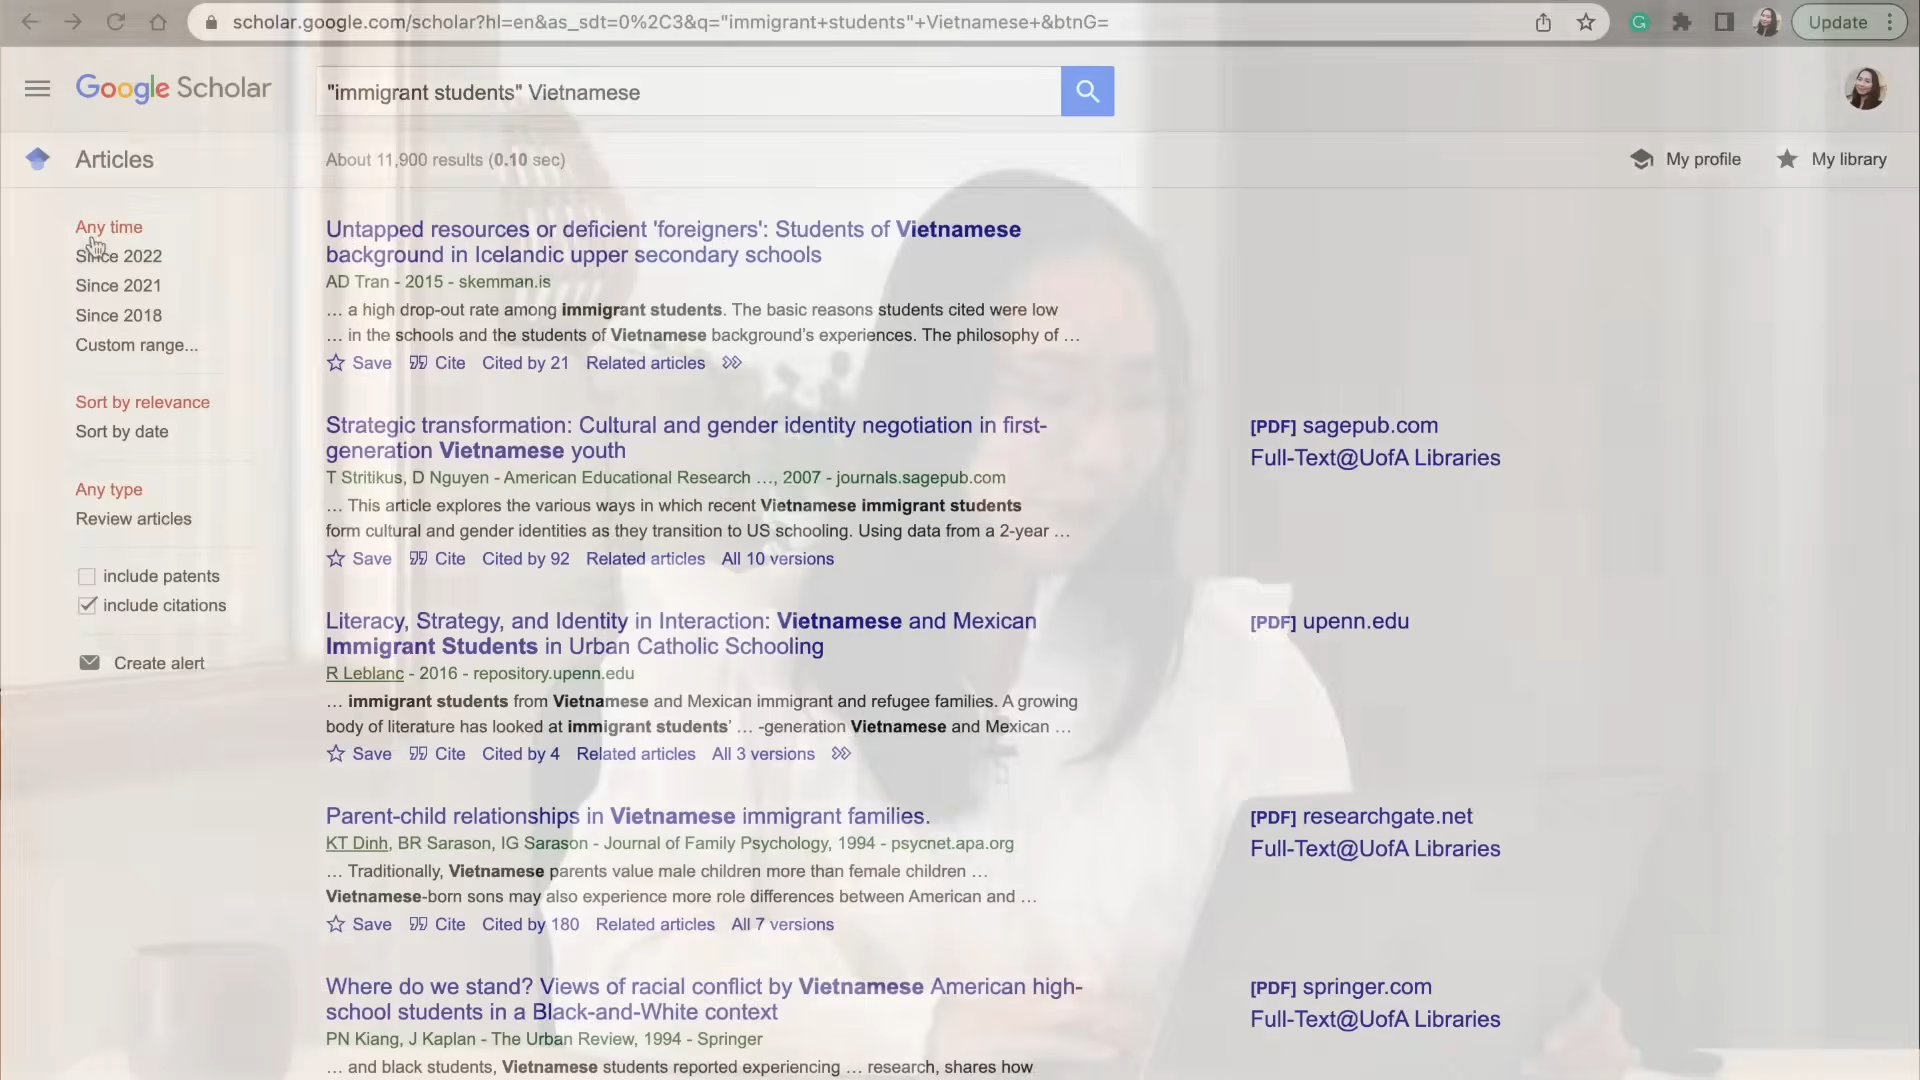 scholar.google.com/scholar?hl=en&as_sdt=0%2C3&q="immigrant+students"+Vietnamese+&btnG=
Update
Google Scholar
"immigrant students" Vietnamese
Articles
About 11,900 results (0.10 sec)
My profile
My library
Any time
Since 2022
Since 2021
Since 2018
Custom range...
Sort by relevance
Sort by date
Any type
Review articles
include patents
include citations
Create alert
Untapped resources or deficient 'foreigners': Students of Vietnamese
background in Icelandic upper secondary schools
AD Tran - 2015 - skemman.is
… a high drop-out rate among immigrant students. The basic reasons students cited were low
… in the schools and the students of Vietnamese background's experiences. The philosophy of …
Save Cite Cited by 21 Related articles
Strategic transformation: Cultural and gender identity negotiation in first-
generation Vietnamese youth
T Stritikus, D Nguyen - American Educational Research …, 2007 - journals.sagepub.com
… This article explores the various ways in which recent Vietnamese immigrant students
form cultural and gender identities as they transition to US schooling. Using data from a 2-year …
Save Cite Cited by 92 Related articles All 10 versions
[PDF] sagepub.com
Full-Text@UofA Libraries
Literacy, Strategy, and Identity in Interaction: Vietnamese and Mexican
Immigrant Students in Urban Catholic Schooling
R Leblanc - 2016 - repository.upenn.edu
… immigrant students from Vietnamese and Mexican immigrant and refugee families. A growing
body of literature has looked at immigrant students' … -generation Vietnamese and Mexican …
Save Cite Cited by 4 Related articles All 3 versions
[PDF] upenn.edu
Parent-child relationships in Vietnamese immigrant families.
KT Dinh, BR Sarason, IG Sarason - Journal of Family Psychology, 1994 - psycnet.apa.org
… Traditionally, Vietnamese parents value male children more than female children …
Vietnamese-born sons may also experience more role differences between American and …
Save Cite Cited by 180 Related articles All 7 versions
[PDF] researchgate.net
Full-Text@UofA Libraries
Where do we stand? Views of racial conflict by Vietnamese American high-
school students in a Black-and-White context
PN Kiang, J Kaplan - The Urban Review, 1994 - Springer
… and black students, Vietnamese students reported experiencing … research, shares how
[PDF] springer.com
Full-Text@UofA Libraries